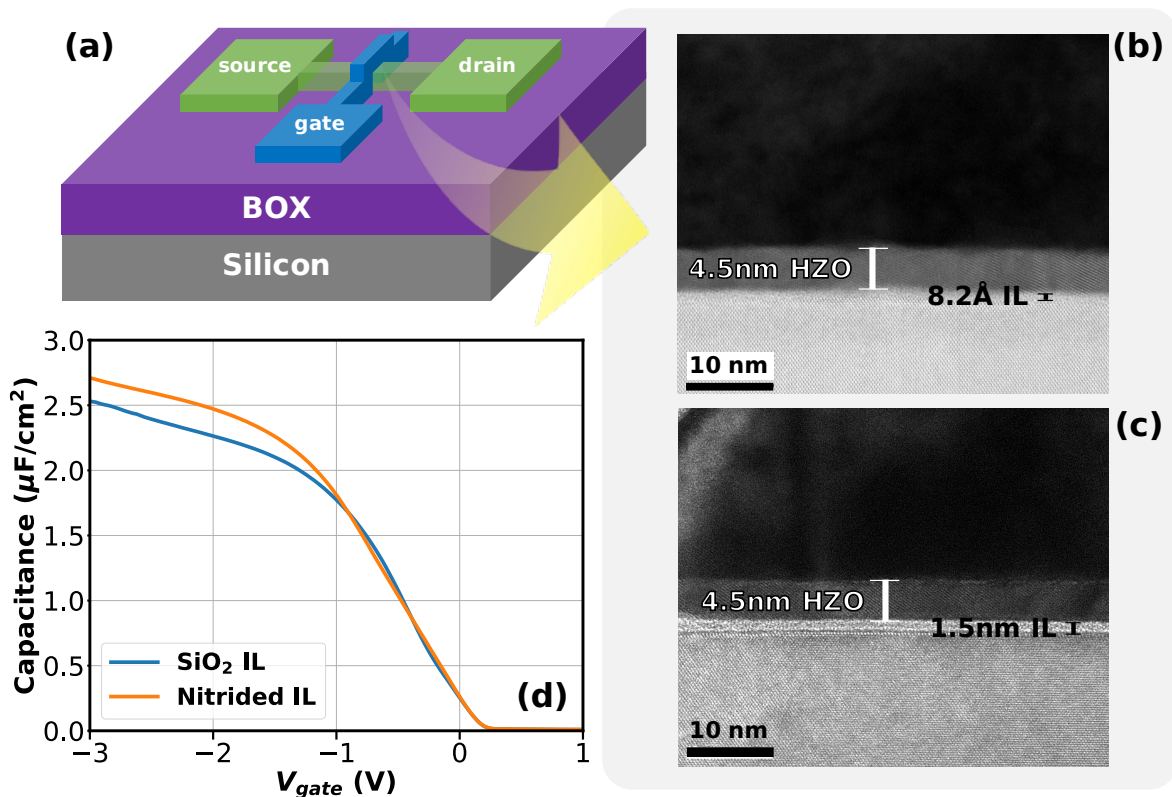 (a)
source
drain
gate
BOX
Silicon
(b)
4.5nm HZO
8.2Å IL
10 nm
(c)
4.5nm HZO
1.5nm IL
10 nm
Capacitance (μF/cm²)
3.0
2.5
2.0
1.5
1.0
0.5
0.0
SiO₂ IL
Nitrided IL
(d)
−3
−2
−1
0
1
V_gate (V)